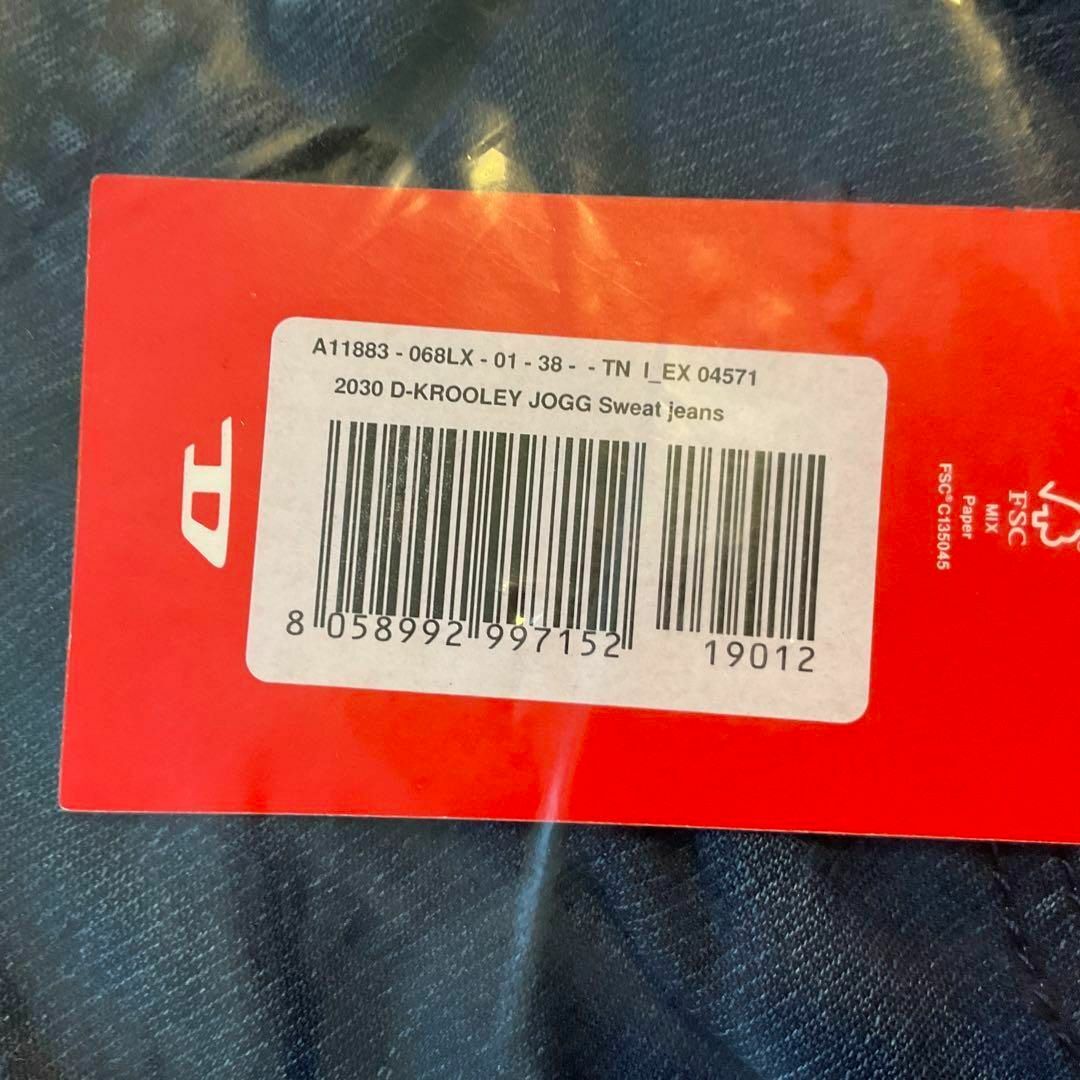 A11883 - 068LX - 01 - 38 -  - TN  I_EX 04571
2030 D-KROOLEY JOGG Sweat jeans
8 058992 997152 19012
FSC
MIX
Paper
FSC® C135045